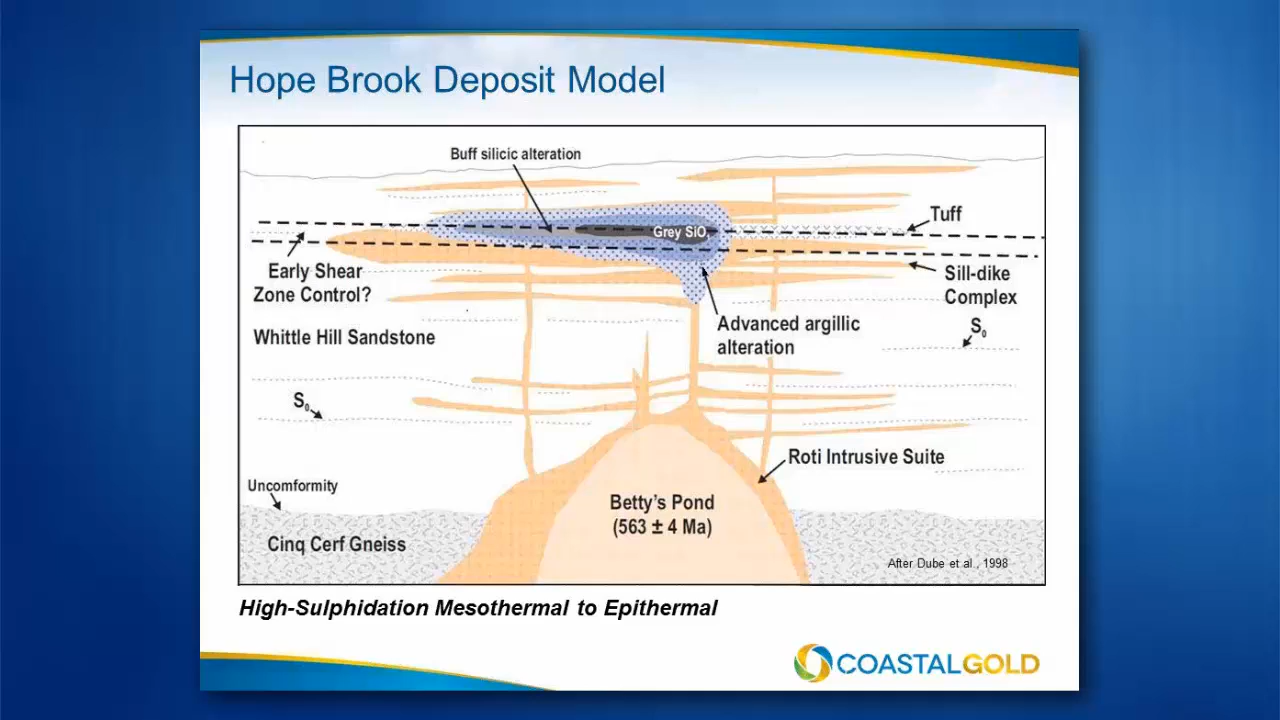 Hope Brook Deposit Model
Buff silicic alteration
Grey SiO₂
Tuff
Early Shear
Zone Control?
Sill-dike
Complex
Whittle Hill Sandstone
Advanced argillic
alteration
S₀
S₀
Roti Intrusive Suite
Uncomformity
Betty's Pond
(563 ± 4 Ma)
Cinq Cerf Gneiss
After Dube et al., 1998
High-Sulphidation Mesothermal to Epithermal
COASTALGOLD